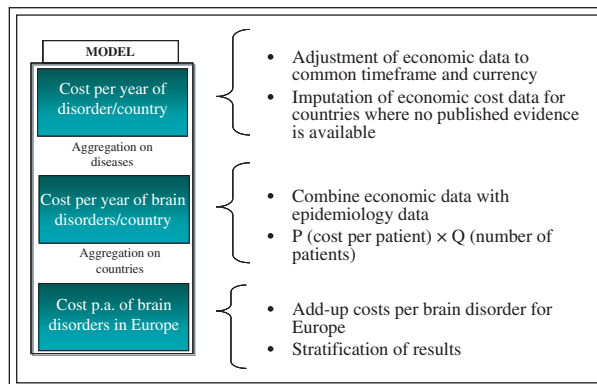 MODEL
Cost per year of
disorder/country
Aggregation on
diseases
Cost per year of brain
disorders/country
Aggregation on
countries
Cost p.a. of brain
disorders in Europe
• Adjustment of economic data to
common timeframe and currency
• Imputation of economic cost data for
countries where no published evidence
is available
• Combine economic data with
epidemiology data
• P (cost per patient) × Q (number of
patients)
• Add-up costs per brain disorder for
Europe
• Stratification of results